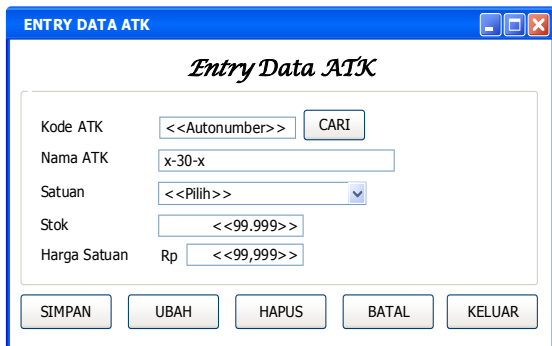 ENTRY DATA ATK
Entry Data ATK
Kode ATK <<Autonumber>> CARI
Nama ATK x-30-x
Satuan <<Pilih>>
Stok <<99.999>>
Harga Satuan Rp <<99,999>>
SIMPAN UBAH HAPUS BATAL KELUAR